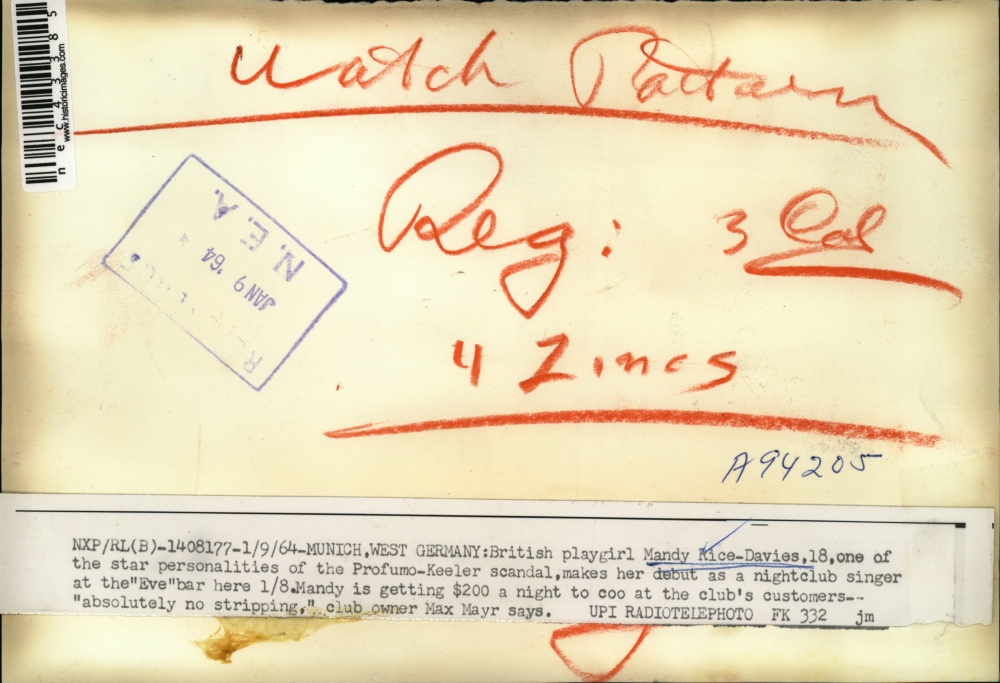 Watch Pattern
Reg: 3 Col
4 Zincs
A94205
nec43385
www.historicimages.com
N.E.A.
JAN 9 '64
NXP/RL(B)-1408177-1/9/64-MUNICH,WEST GERMANY:British playgirl Mandy Rice-Davies,18,one of
the star personalities of the Profumo-Keeler scandal,makes her debut as a nightclub singer
at the"Eve"bar here 1/8.Mandy is getting $200 a night to coo at the club's customers--
"absolutely no stripping," club owner Max Mayr says. UPI RADIOTELEPHOTO FK 332 jm